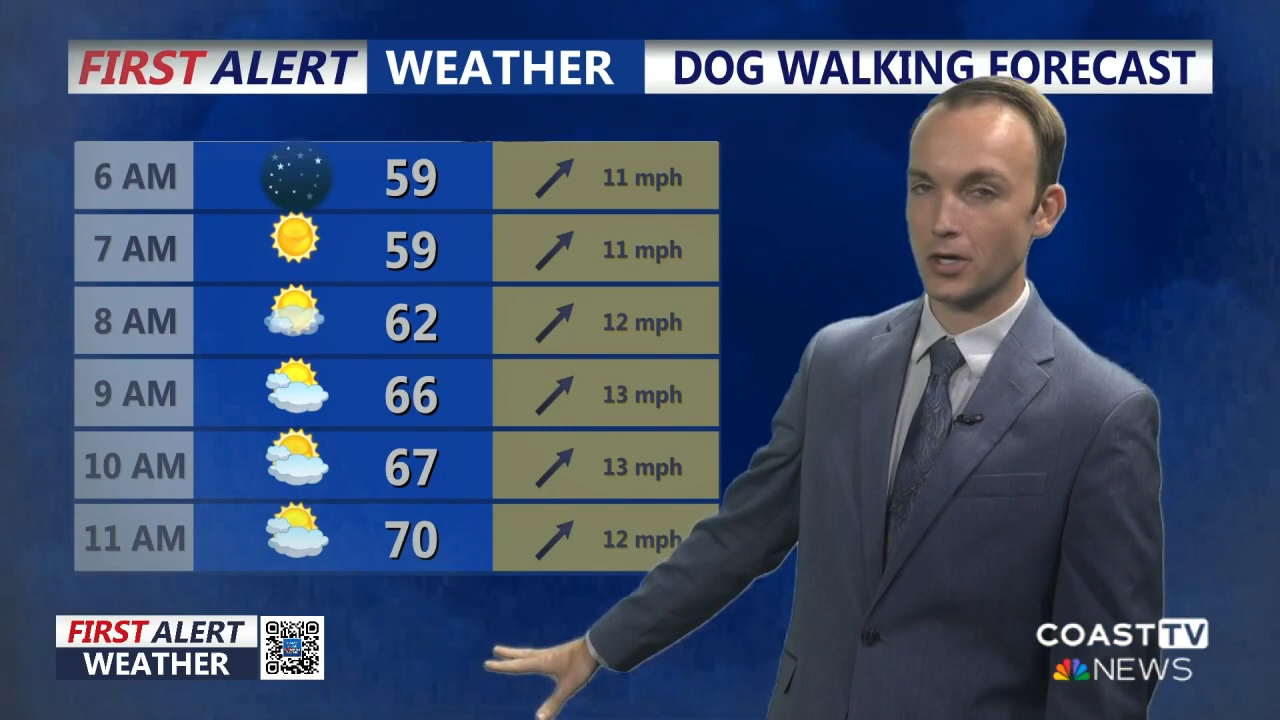 FIRST ALERT WEATHER DOG WALKING FORECAST
6 AM 59 11 mph
7 AM 59 11 mph
8 AM 62 12 mph
9 AM 66 13 mph
10 AM 67 13 mph
11 AM 70 12 mph
FIRST ALERT
WEATHER
COAST TV
NEWS